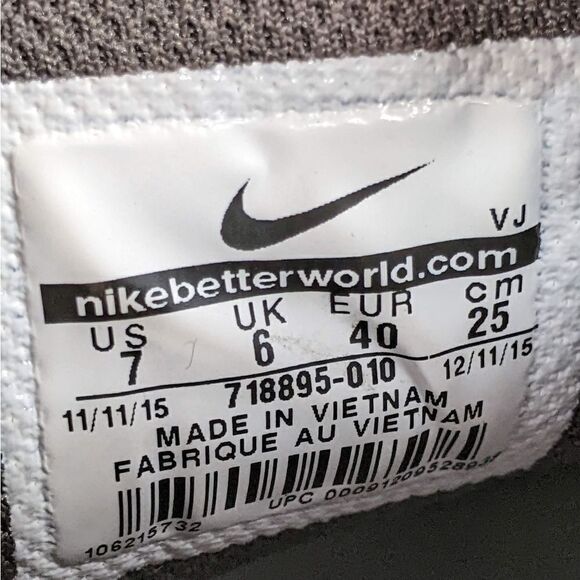 VJ
nikebetterworld.com
US UK EUR cm
7 6 40 25
11/11/15 718895-010 12/11/15
MADE IN VIETNAM
FABRIQUE AU VIETNAM
106215732 UPC